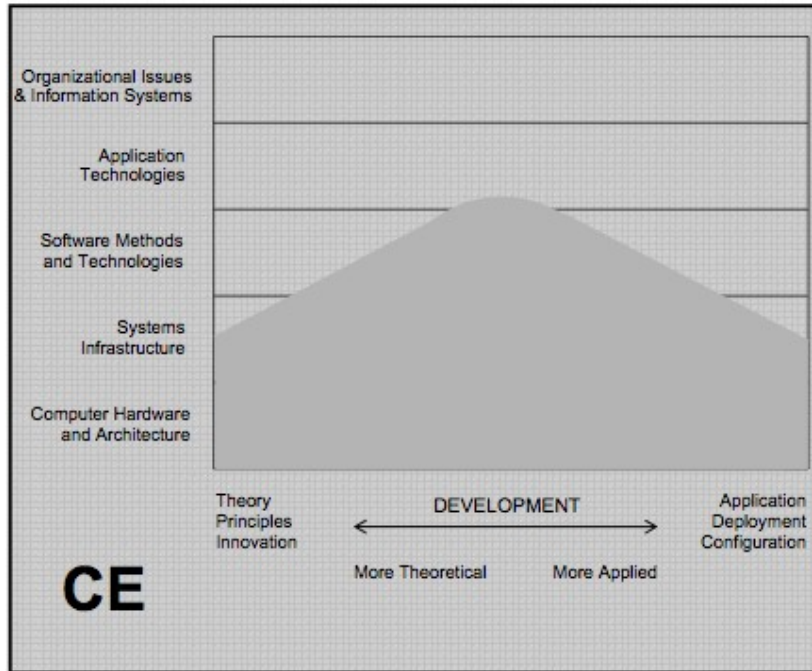 Organizational Issues
& Information Systems
Application
Technologies
Software Methods
and Technologies
Systems
Infrastructure
Computer Hardware
and Architecture
Theory
Principles
Innovation
DEVELOPMENT
More Theoretical
More Applied
Application
Deployment
Configuration
CE